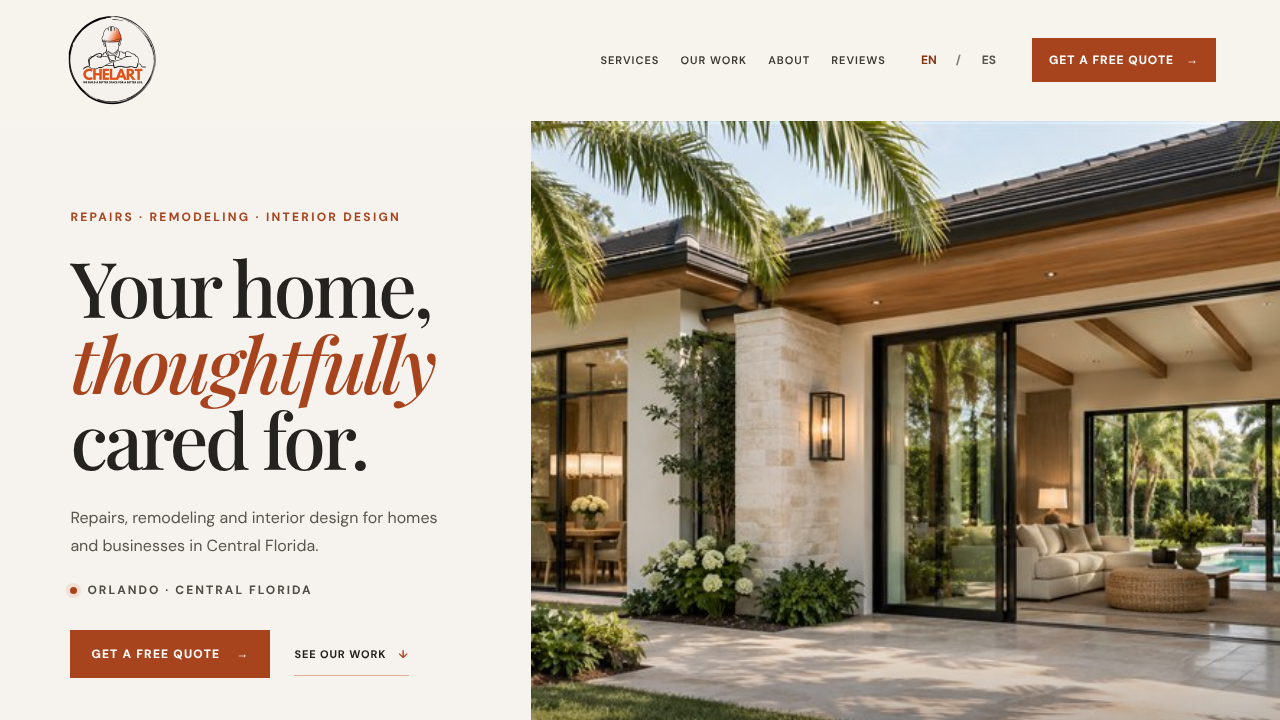 CHELART
SERVICES
OUR WORK
ABOUT
REVIEWS
EN / ES
GET A FREE QUOTE →
REPAIRS · REMODELING · INTERIOR DESIGN
Your home,
thoughtfully
cared for.
Repairs, remodeling and interior design for homes
and businesses in Central Florida.
ORLANDO · CENTRAL FLORIDA
GET A FREE QUOTE →
SEE OUR WORK ↓